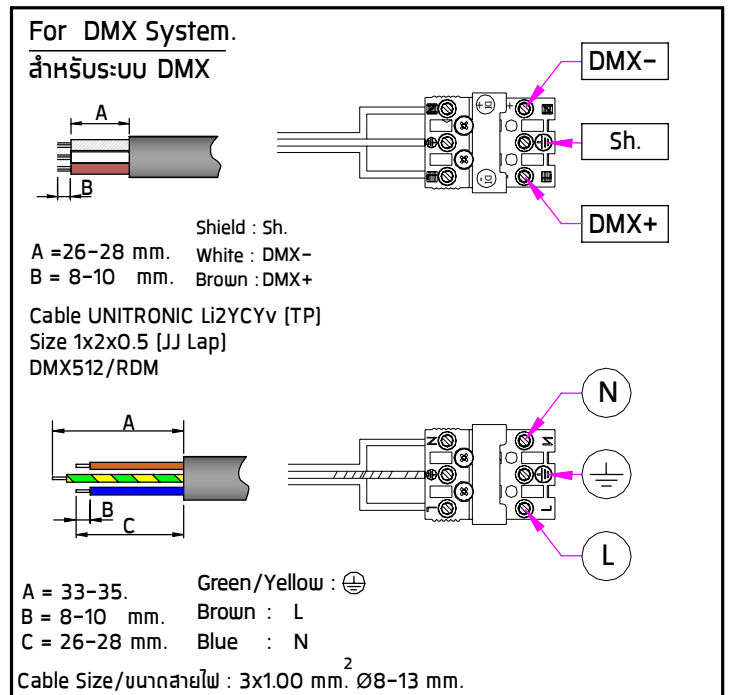 For DMX System.
สำหรับระบบ DMX
A
B
DMX-
Sh.
DMX+
Shield : Sh.
A =26-28 mm.
White : DMX-
B = 8-10 mm.
Brown : DMX+
Cable UNITRONIC Li2YCYv (TP)
Size 1x2x0.5 (JJ Lap)
DMX512/RDM
A
B
C
N
N
N
L
L
L
A = 33-35.
Green/Yellow :
B = 8-10 mm.
Brown : L
C = 26-28 mm.
Blue : N
Cable Size/ขนาดสายไฟ : 3x1.00 mm.² Ø8-13 mm.